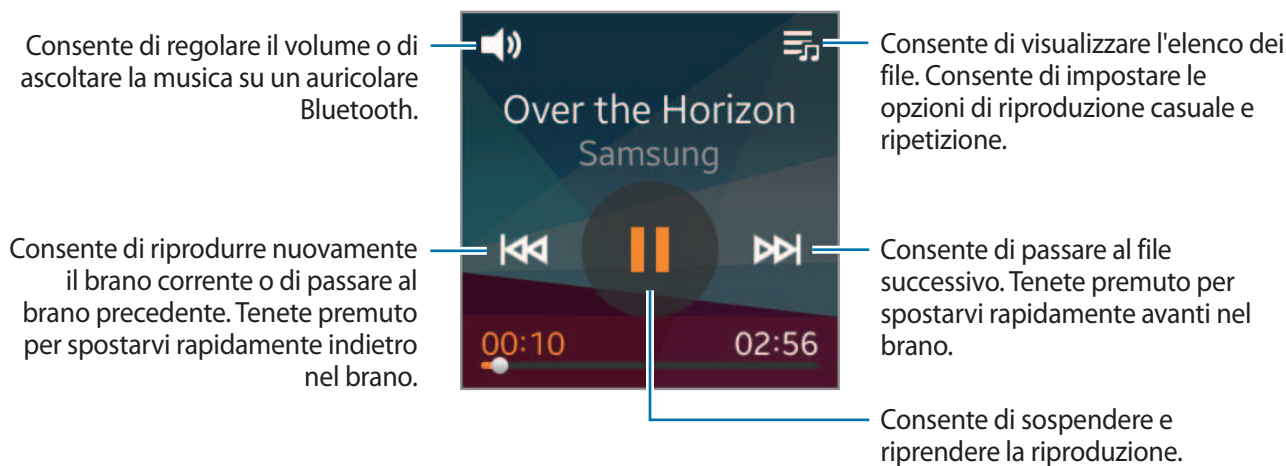 Consente di regolare il volume o di
ascoltare la musica su un auricolare
Bluetooth.
Consente di visualizzare l'elenco dei
file. Consente di impostare le
opzioni di riproduzione casuale e
ripetizione.
Over the Horizon
Samsung
Consente di riprodurre nuovamente
il brano corrente o di passare al
brano precedente. Tenete premuto
per spostarvi rapidamente indietro
nel brano.
Consente di passare al file
successivo. Tenete premuto per
spostarvi rapidamente avanti nel
brano.
00:10 02:56
Consente di sospendere e
riprendere la riproduzione.